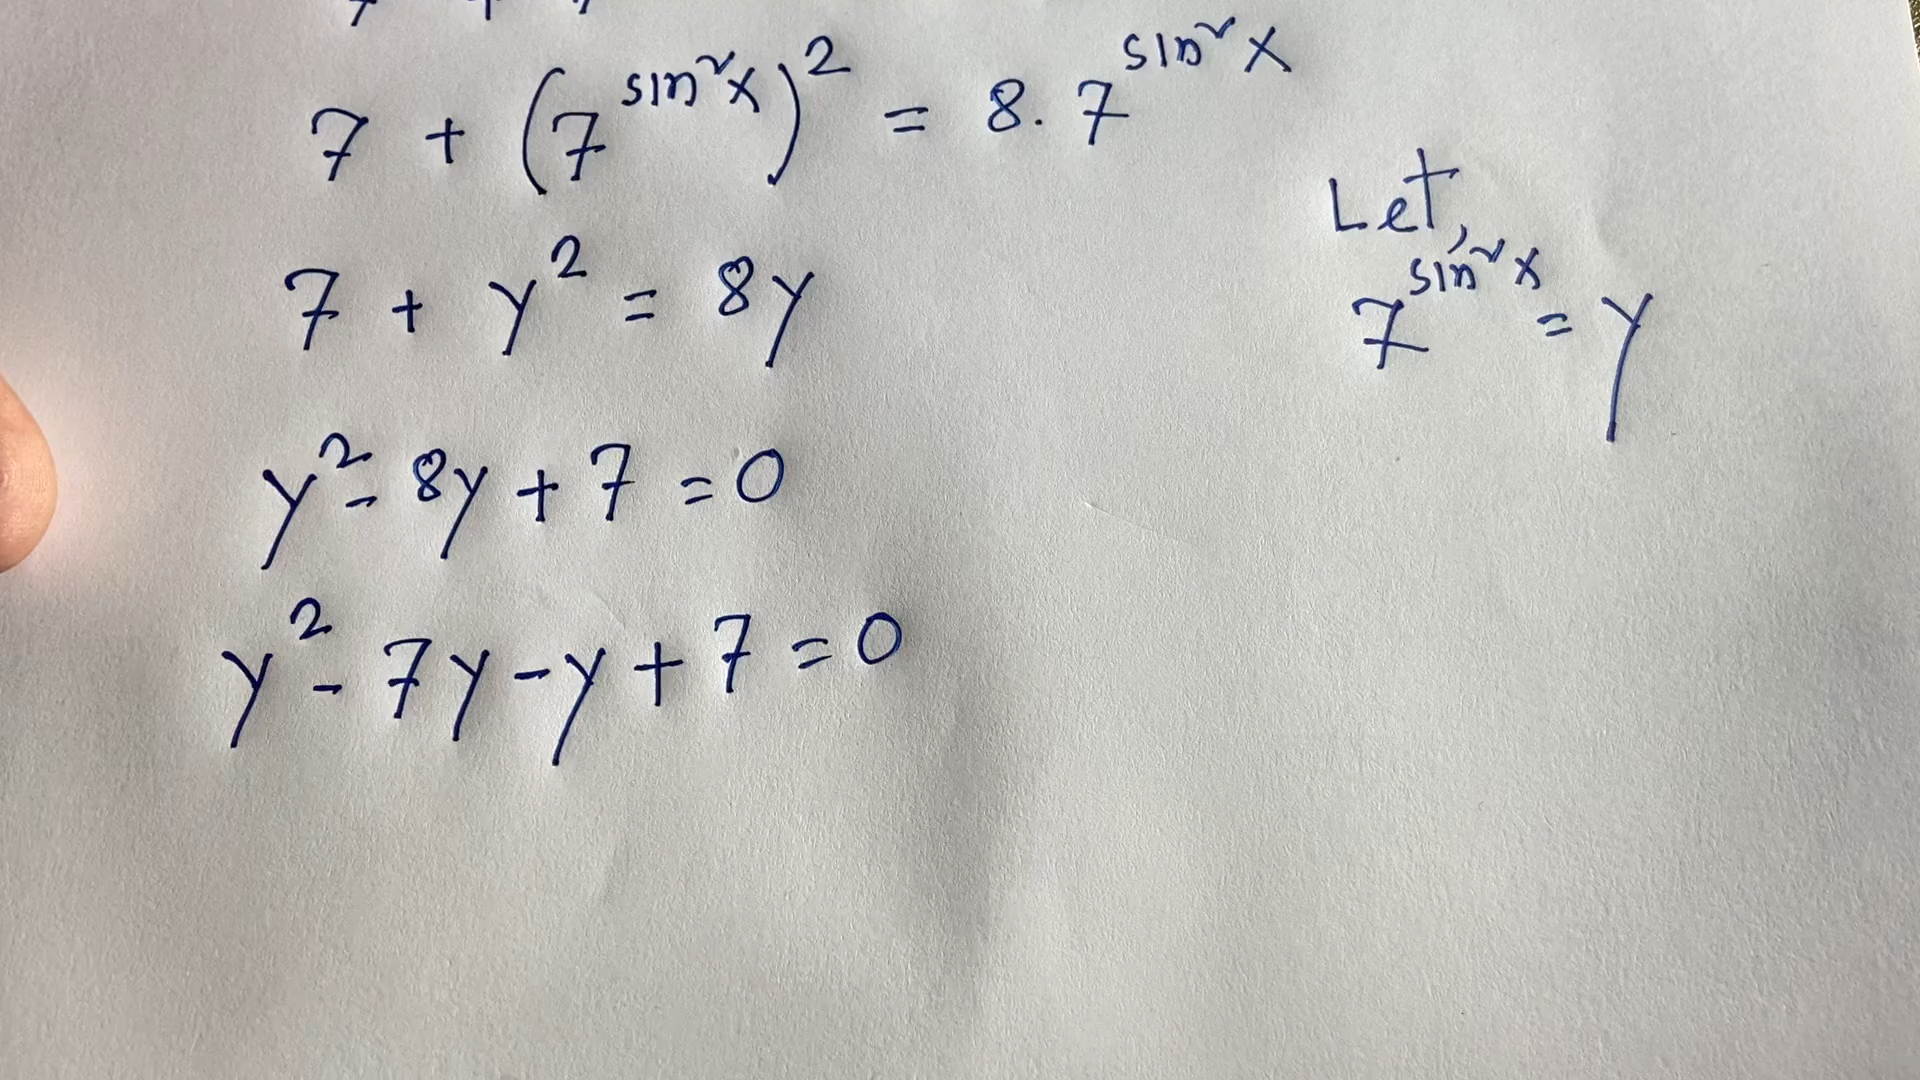 7 + (7^sin²x)² = 8.7^sin²x
Let,
7^sin²x = y
7 + y² = 8y
y² - 8y + 7 = 0
y² - 7y - y + 7 = 0